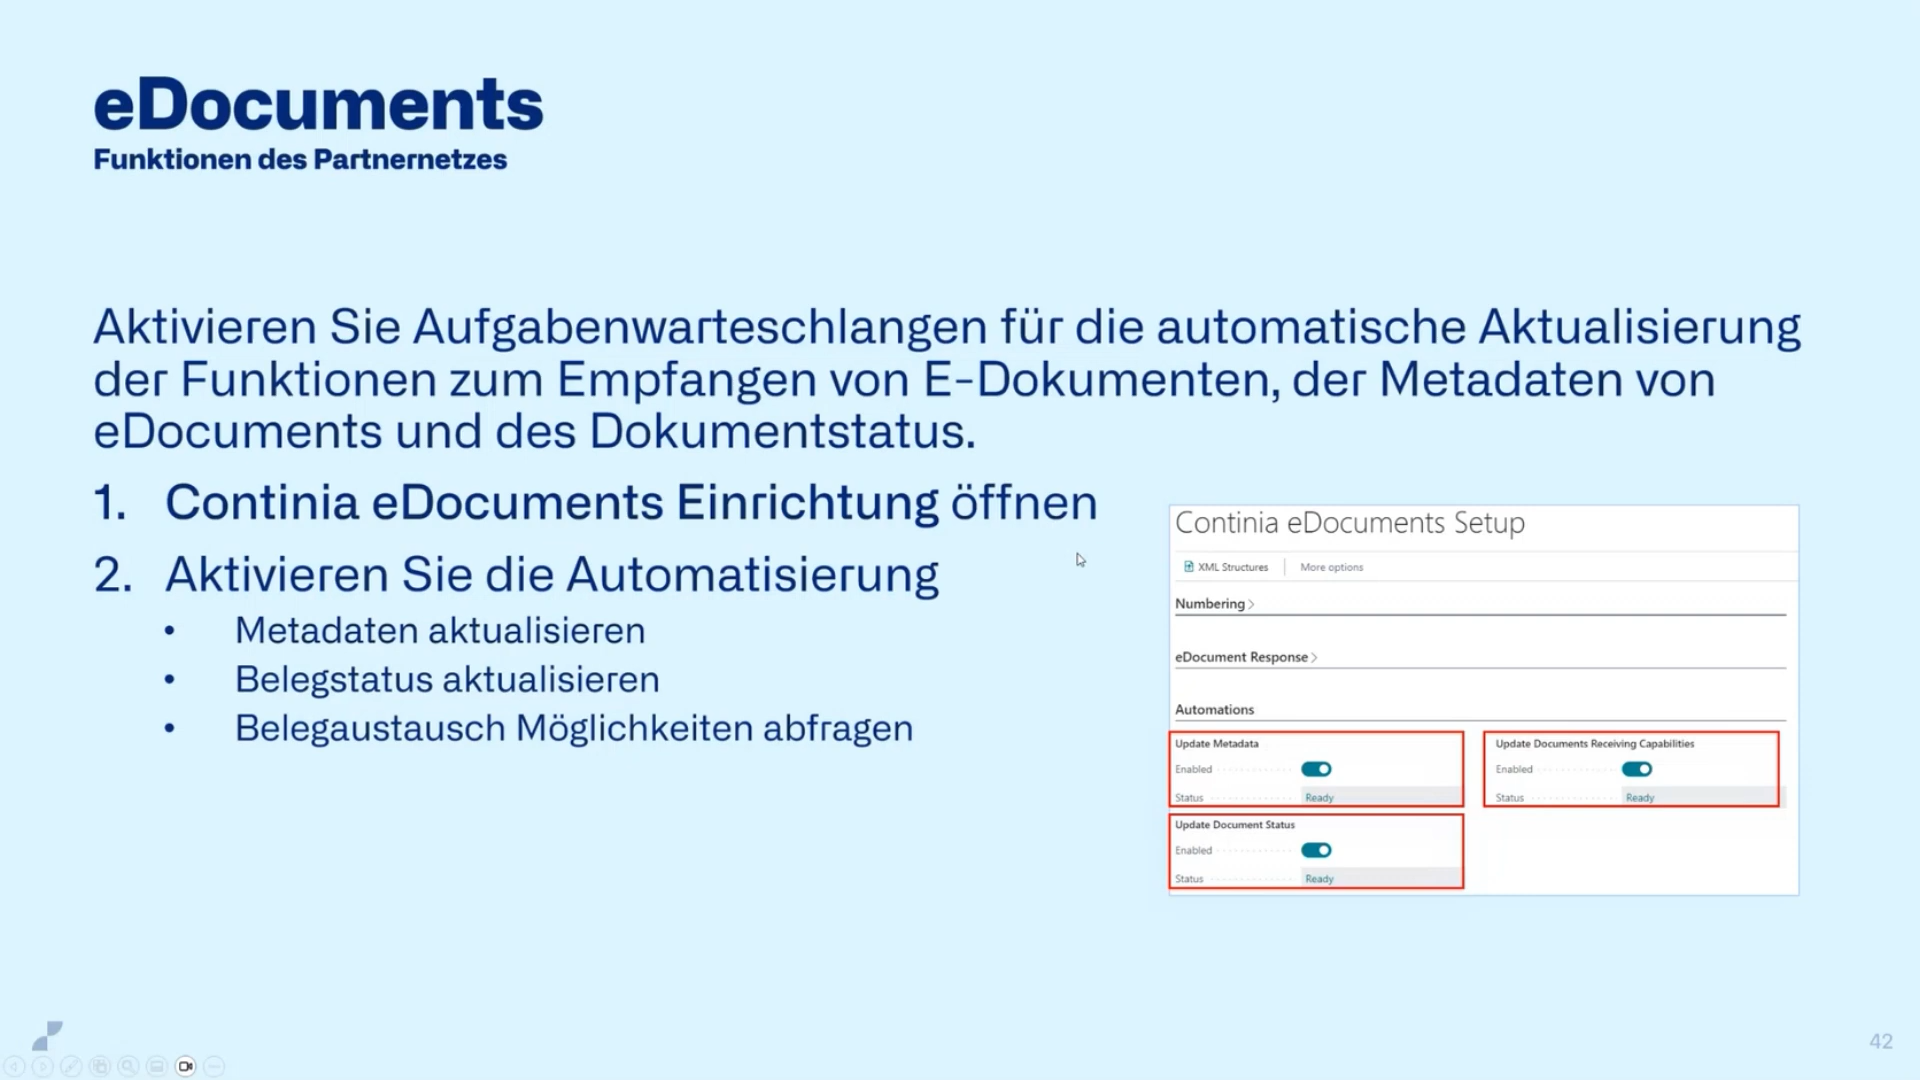 eDocuments
Funktionen des Partnernetzes
Aktivieren Sie Aufgabenwarteschlangen für die automatische Aktualisierung
der Funktionen zum Empfangen von E-Dokumenten, der Metadaten von
eDocuments und des Dokumentstatus.
1. Continia eDocuments Einrichtung öffnen
2. Aktivieren Sie die Automatisierung
• Metadaten aktualisieren
• Belegstatus aktualisieren
• Belegaustausch Möglichkeiten abfragen
Continia eDocuments Setup
XML Structures More options
Numbering
eDocument Response
Automations
Update Metadata
Enabled
Status Ready
Update Documents Receiving Capabilities
Enabled
Status Ready
Update Document Status
Enabled
Status Ready
42